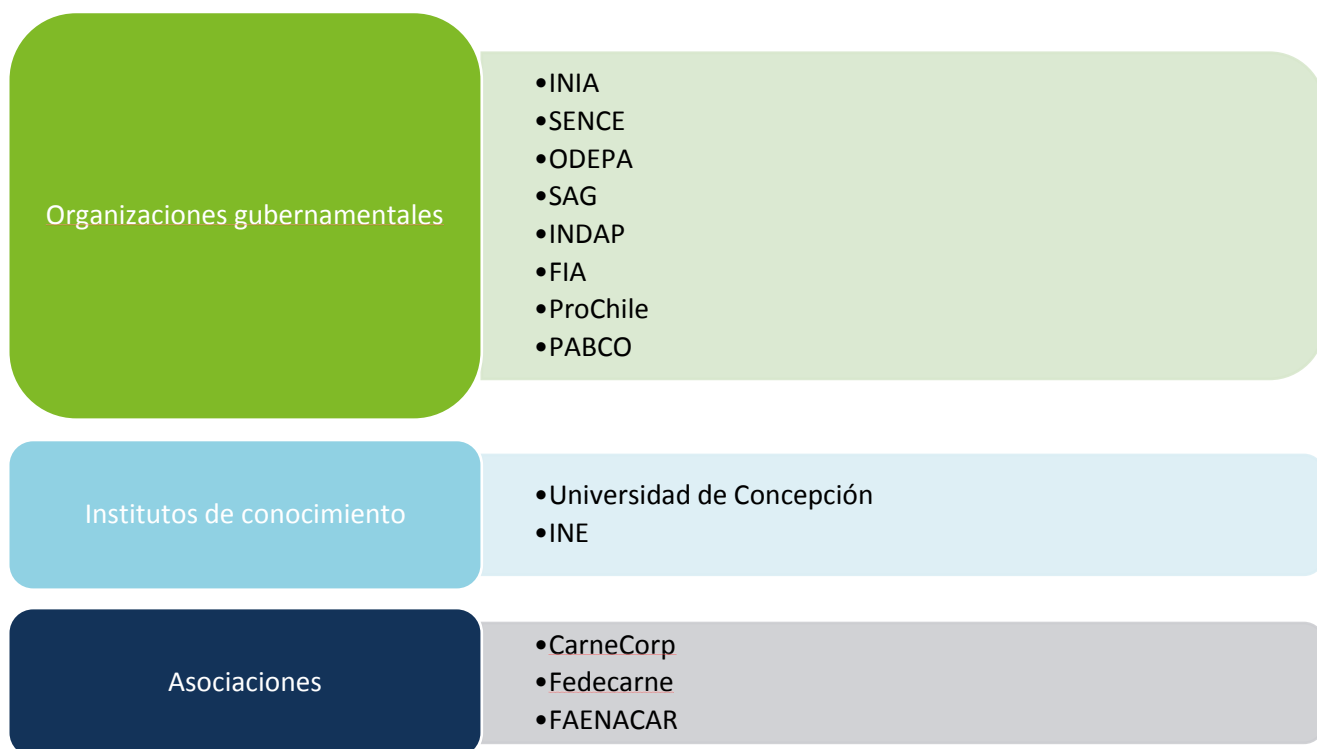 Organizaciones gubernamentales
•INIA
•SENCE
•ODEPA
•SAG
•INDAP
•FIA
•ProChile
•PABCO
Institutos de conocimiento
•Universidad de Concepción
•INE
Asociaciones
•CarneCorp
•Fedecarne
•FAENACAR